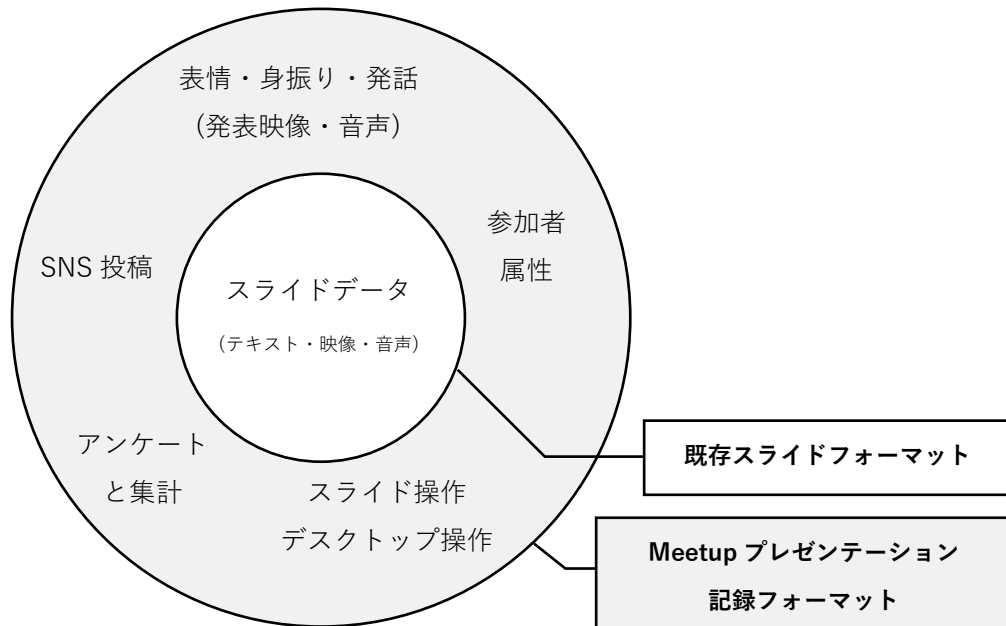 表情・身振り・発話
(発表映像・音声)
参加者
属性
SNS 投稿
スライドデータ
(テキスト・映像・音声)
アンケート
と集計
スライド操作
デスクトップ操作
既存スライドフォーマット
Meetup プレゼンテーション
記録フォーマット